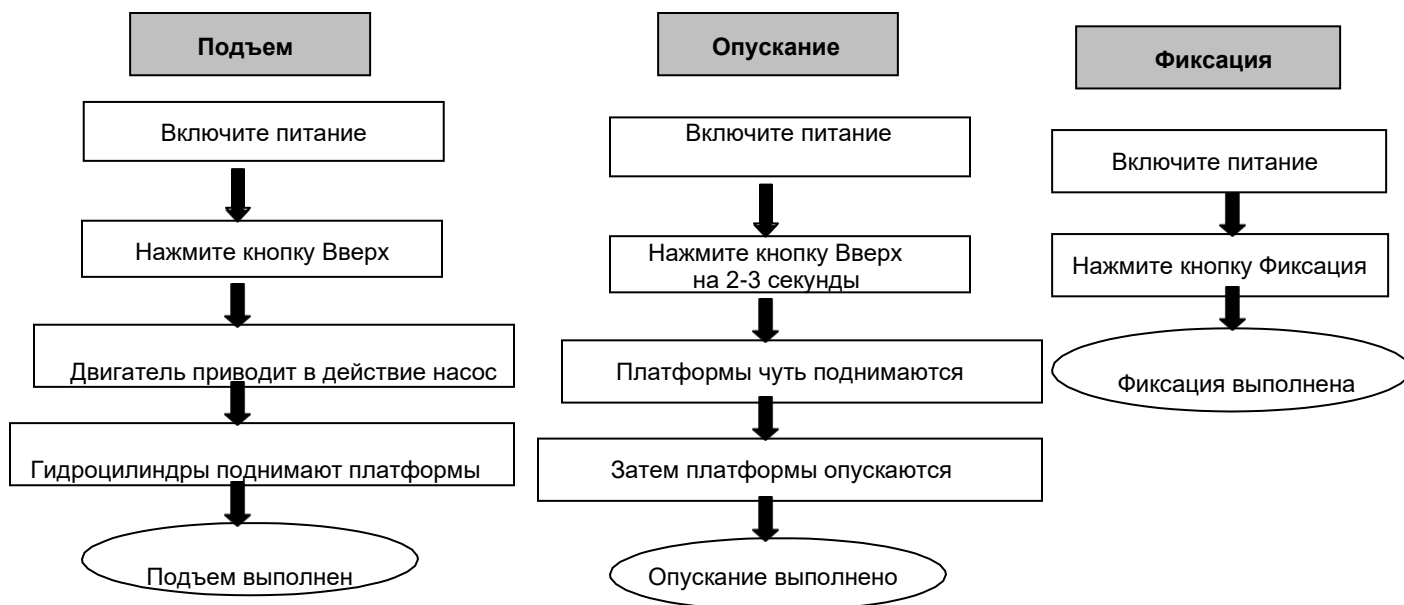 Подъем
Включите питание
Нажмите кнопку Вверх
Двигатель приводит в действие насос
Гидроцилиндры поднимают платформы
Подъем выполнен
Опускание
Включите питание
Нажмите кнопку Вверх
на 2-3 секунды
Платформы чуть поднимаются
Затем платформы опускаются
Опускание выполнено
Фиксация
Включите питание
Нажмите кнопку Фиксация
Фиксация выполнена